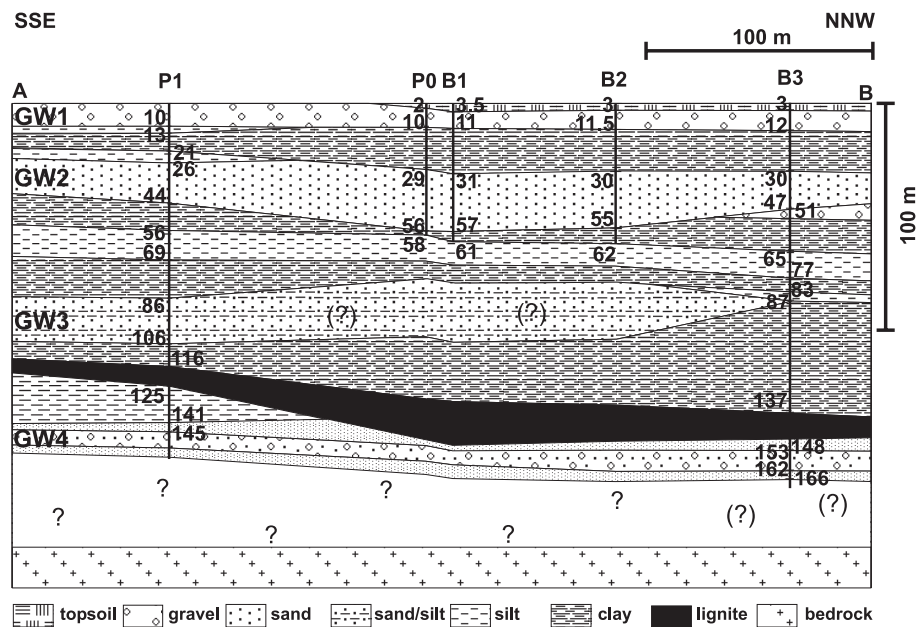 SSE NNW
100 m
A P1 P0 B1 B2 B3 B
2 3.5 3 3
GW1 10 10 11 11.5 12
13
21
GW2 26 29 31 30 30
44 47 51
56 56 57 55
58 61 62 65
69 77
100 m
83
86 (?) (?) 87
GW3
106
116
125 137
141
GW4 145 148
153
162 166
? ? ? (?) (?)
?
? ?
topsoil gravel sand sand/silt silt clay lignite bedrock